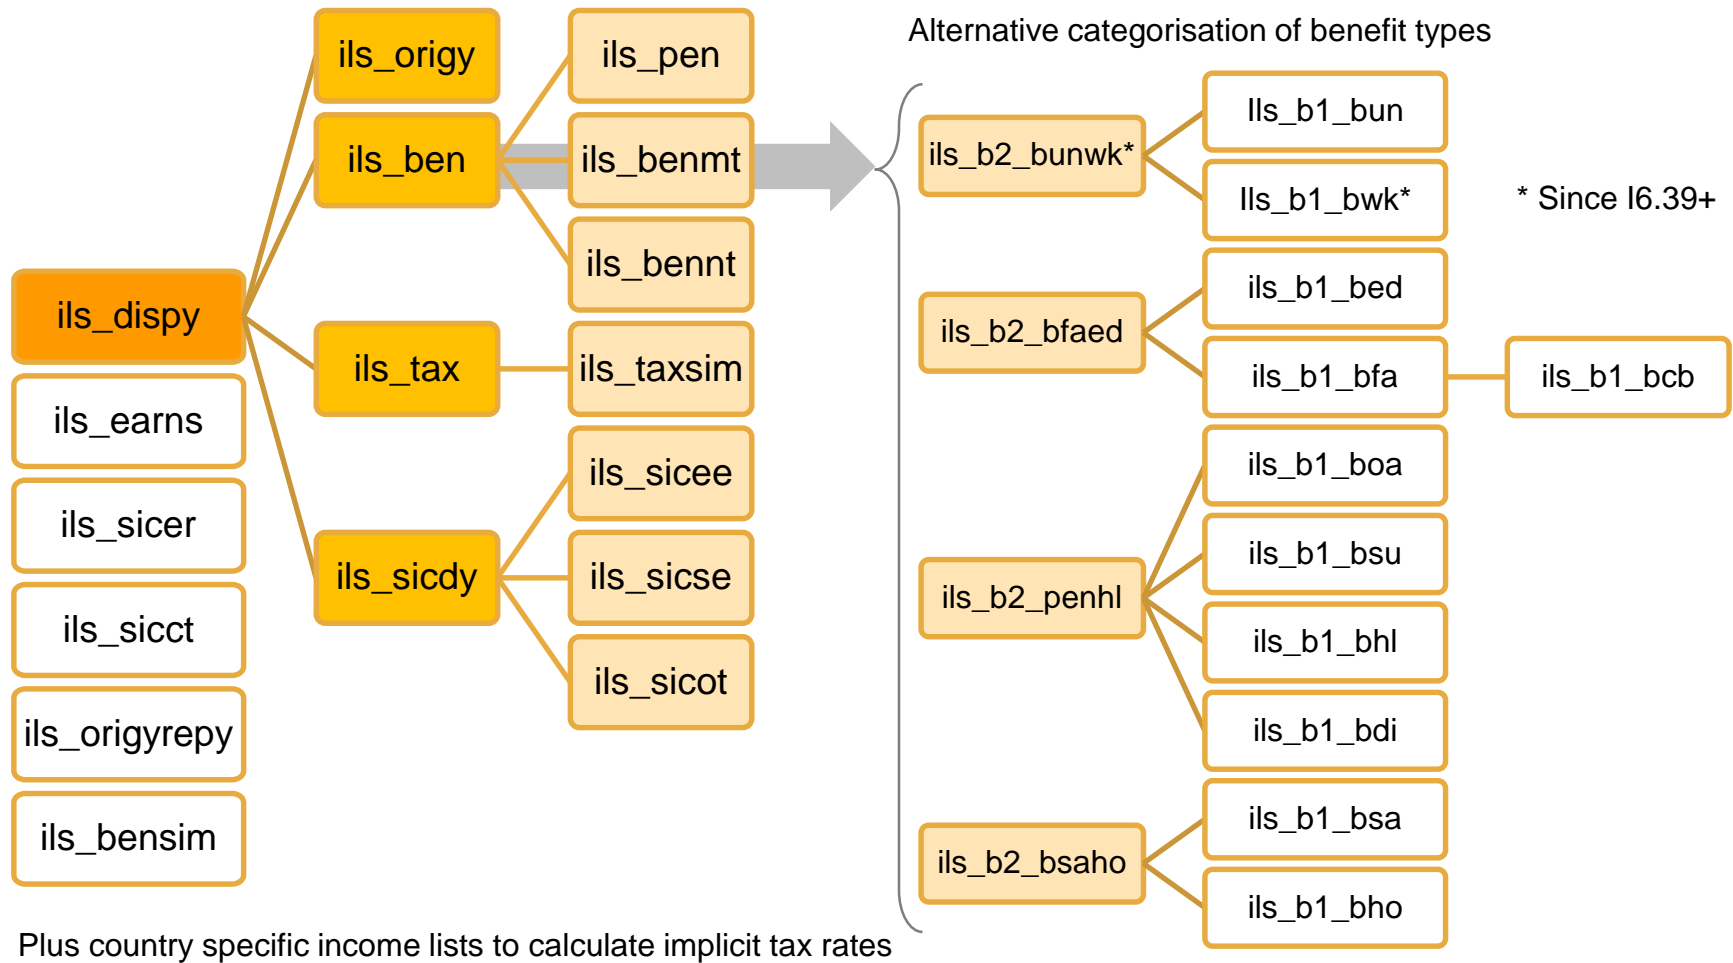 ils_dispy
ils_earns
ils_sicer
ils_sicct
ils_origyrepy
ils_bensim
ils_origy
ils_ben
ils_tax
ils_sicdy
ils_pen
ils_benmt
ils_bennt
ils_taxsim
ils_sicee
ils_sicse
ils_sicot
Alternative categorisation of benefit types
ils_b2_bunwk*
Ils_b1_bun
Ils_b1_bwk*
* Since I6.39+
ils_b2_bfaed
ils_b1_bed
ils_b1_bfa
ils_b1_bcb
ils_b2_penhl
ils_b1_boa
ils_b1_bsu
ils_b1_bhl
ils_b1_bdi
ils_b2_bsaho
ils_b1_bsa
ils_b1_bho
Plus country specific income lists to calculate implicit tax rates